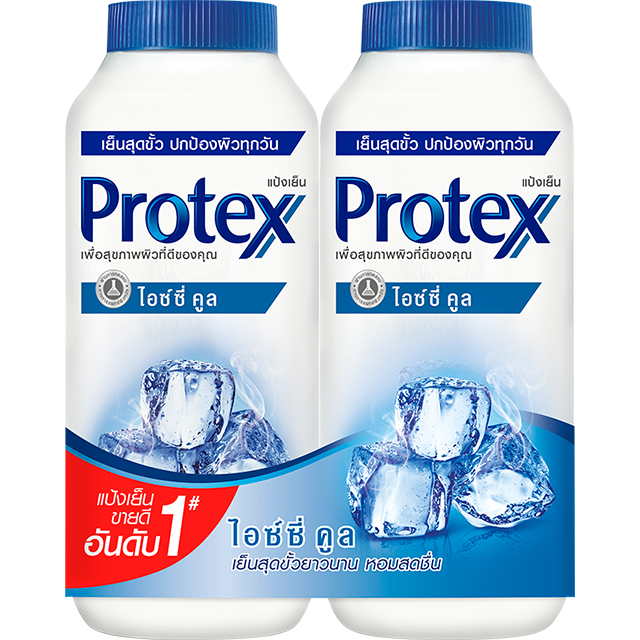 Protex
เย็นสุดขั้ว ปกป้องผิวทุกวัน
แป้งเย็น
Protex
เพื่อสุขภาพผิวที่ดีของคุณ
ไอซ์ซี่ คูล
Protex
เย็นสุดขั้ว ปกป้องผิวทุกวัน
แป้งเย็น
Protex
เพื่อสุขภาพผิวที่ดีของคุณ
ไอซ์ซี่ คูล
แป้งเย็น
ขายดี
อันดับ 1#
ไอซ์ซี่ คูล
เย็นสุดขั้วยาวนาน หอมสดชื่น